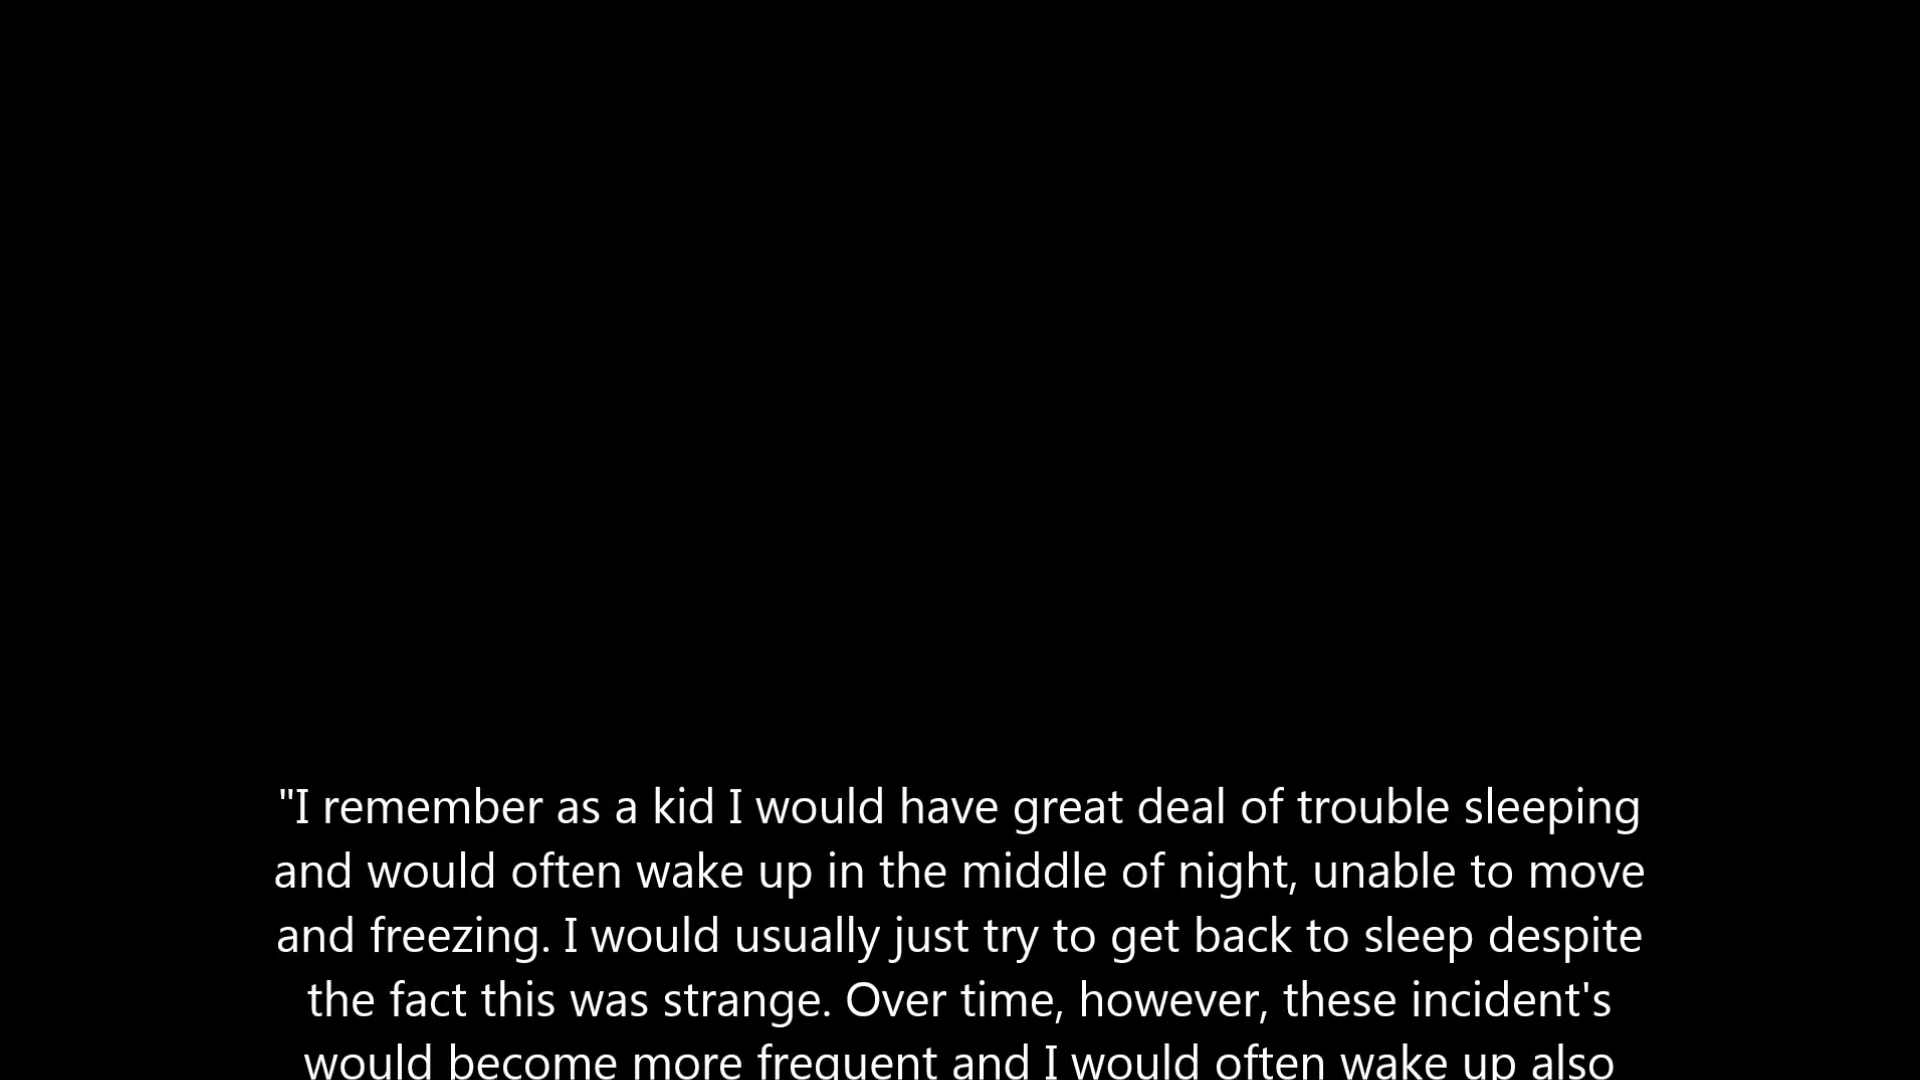 "I remember as a kid I would have great deal of trouble sleeping
and would often wake up in the middle of night, unable to move
and freezing. I would usually just try to get back to sleep despite
the fact this was strange. Over time, however, these incident's
would become more frequent and I would often wake up also